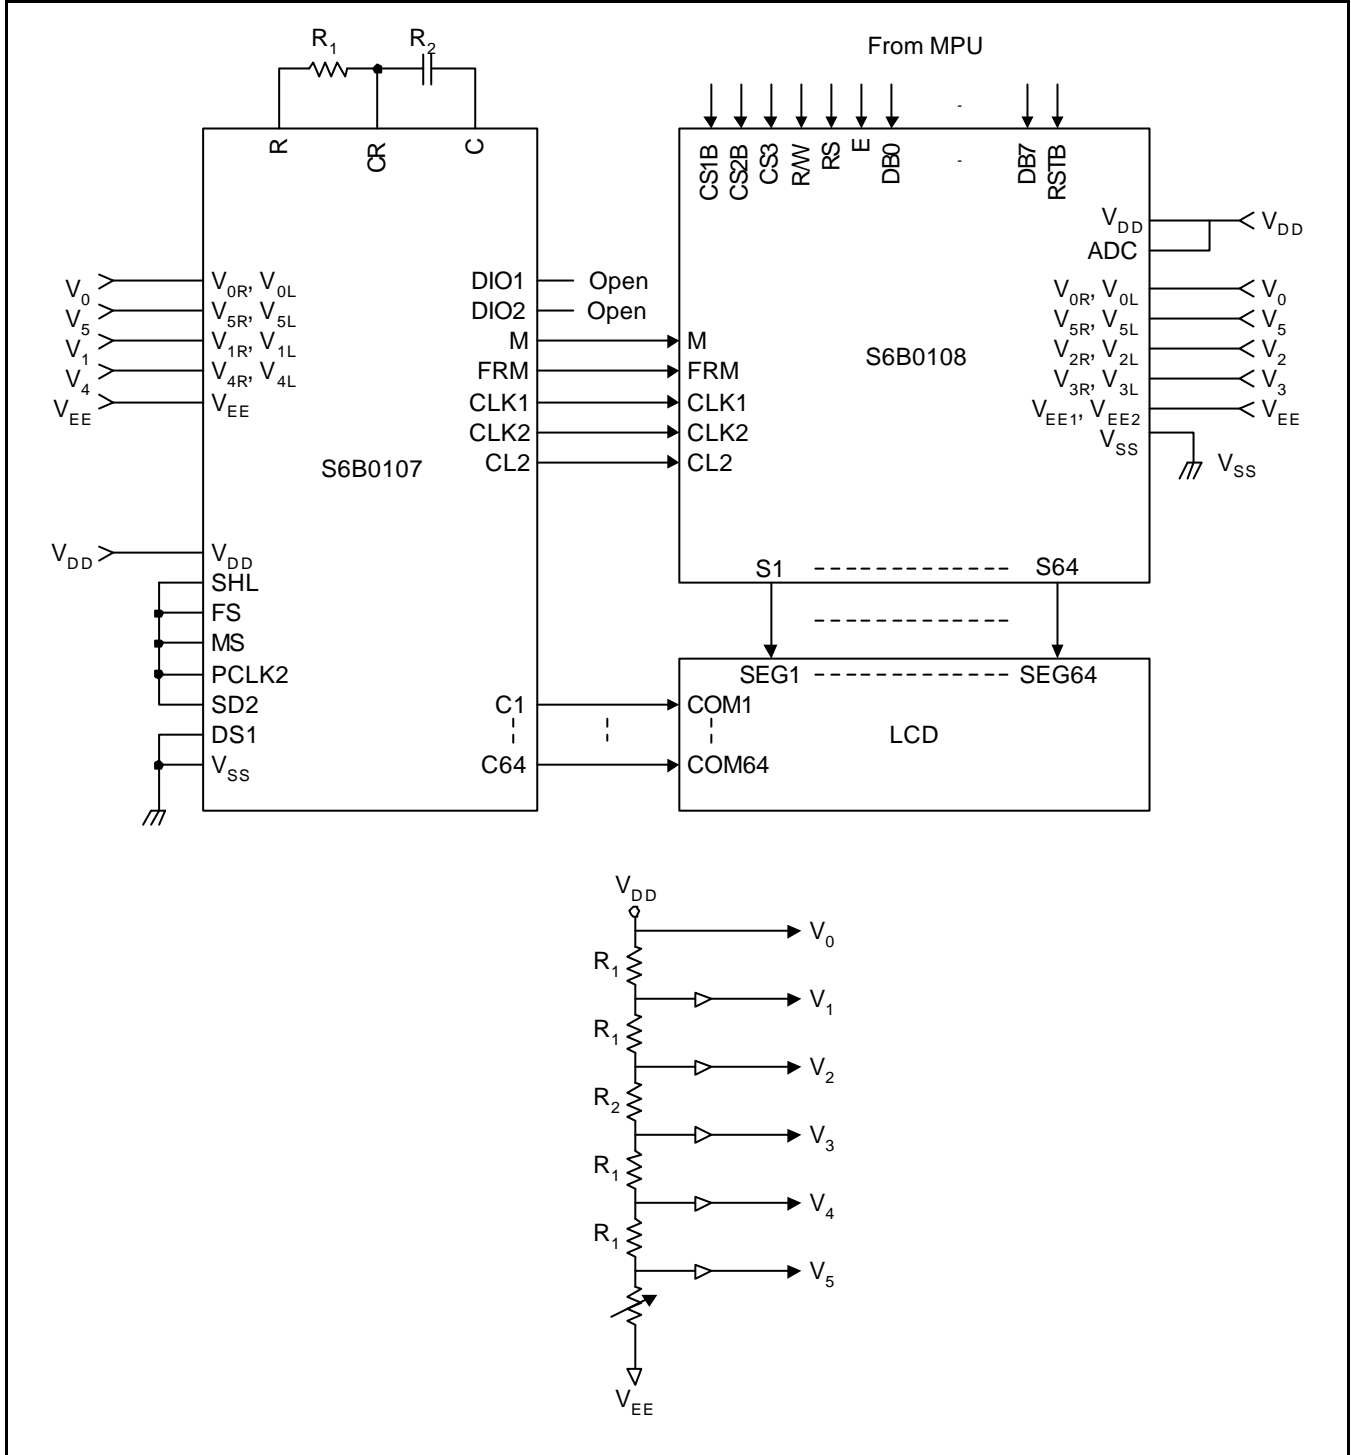 R1
R2
From MPU
R
CR
C
CS1B
CS2B
CS3
R/W
RS
E
DB0
DB7
RSTB
VDD
VDD
ADC
V0
V0R, V0L
DIO1
Open
V0R, V0L
V0
V5
V5R, V5L
DIO2
Open
V5R, V5L
V5
V1
V1R, V1L
M
M
S6B0108
V2R, V2L
V2
V4
V4R, V4L
FRM
FRM
V3R, V3L
V3
VEE
VEE
CLK1
CLK1
VEE1, VEE2
VEE
CLK2
CLK2
VSS
S6B0107
CL2
CL2
VSS
VDD
VDD
SHL
S1
S64
FS
MS
PCLK2
SEG1
SEG64
SD2
C1
COM1
DS1
LCD
VSS
C64
COM64
VDD
V0
R1
V1
R1
V2
R2
V3
R1
V4
R1
V5
VEE